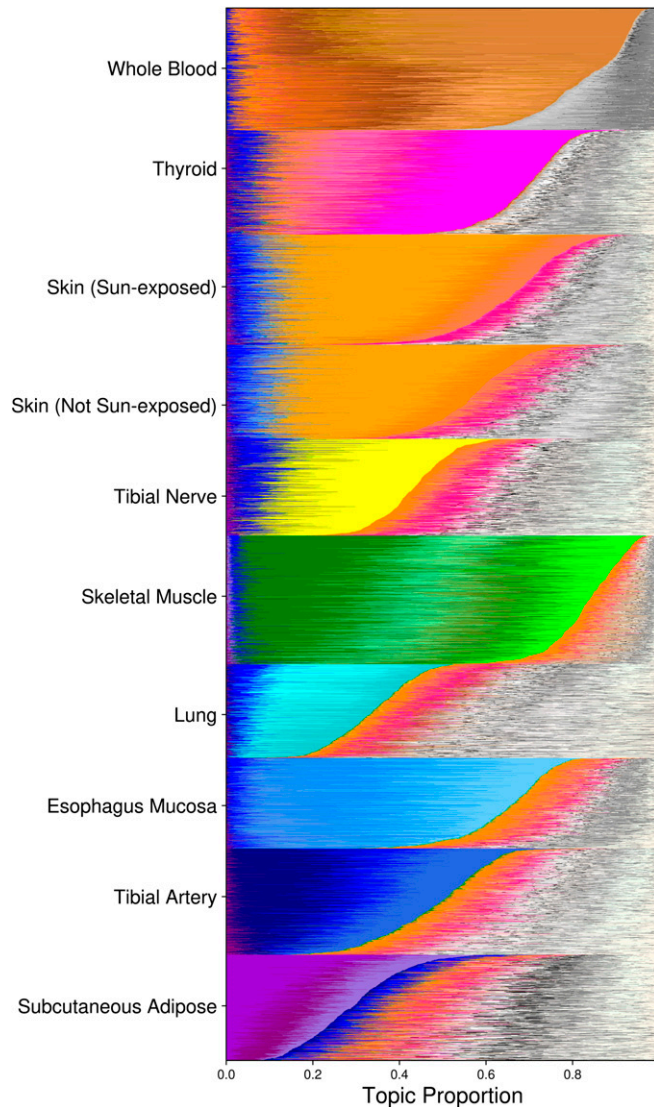 Whole Blood
Thyroid
Skin (Sun-exposed)
Skin (Not Sun-exposed)
Tibial Nerve
Skeletal Muscle
Lung
Esophagus Mucosa
Tibial Artery
Subcutaneous Adipose
0.0 0.2 0.4 0.6 0.8
Topic Proportion